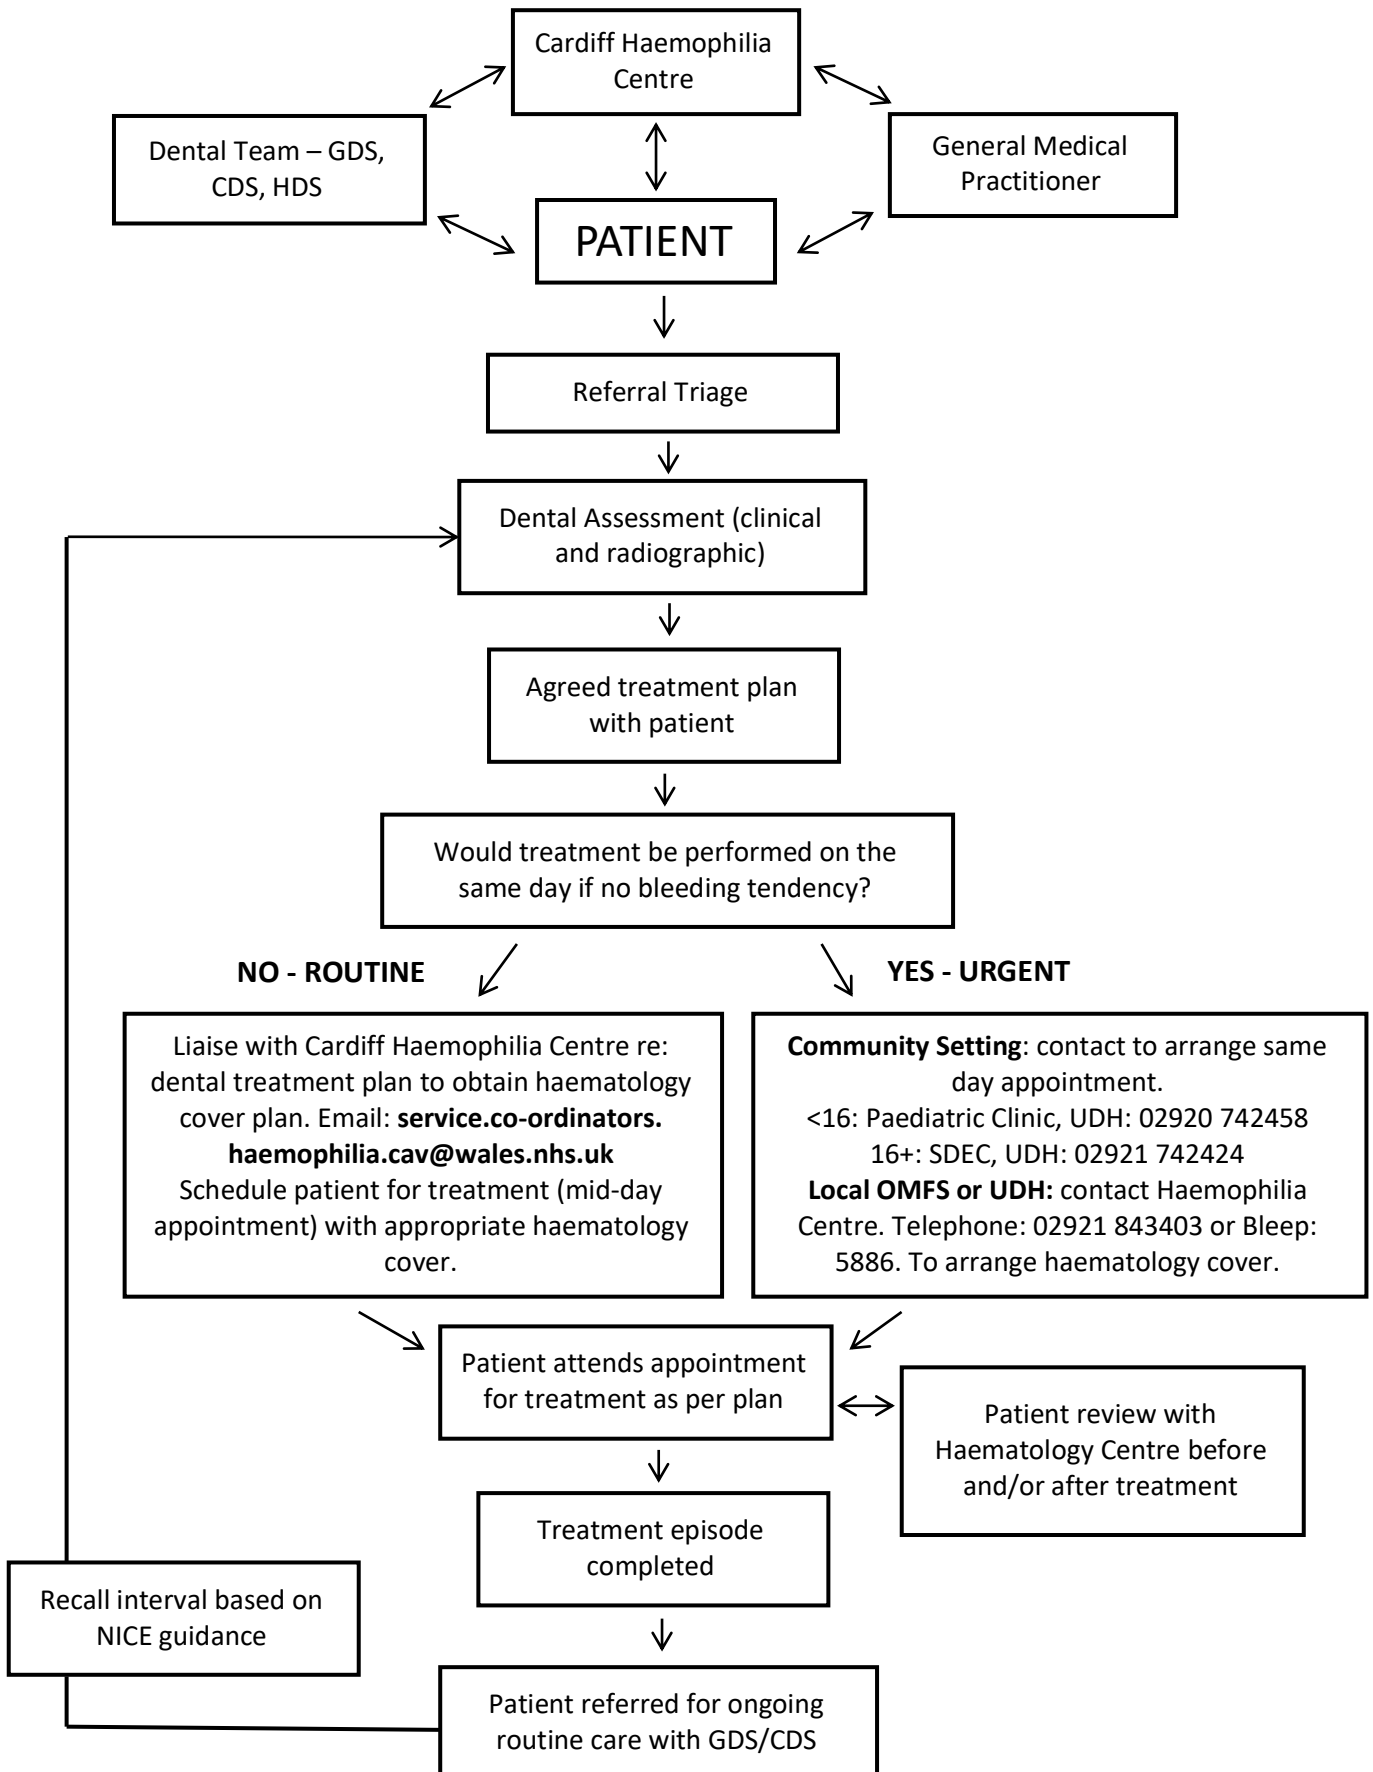 Cardiff Haemophilia
Centre
Dental Team – GDS,
CDS, HDS
General Medical
Practitioner
PATIENT
Referral Triage
Dental Assessment (clinical
and radiographic)
Agreed treatment plan
with patient
Would treatment be performed on the
same day if no bleeding tendency?
NO - ROUTINE
YES - URGENT
Liaise with Cardiff Haemophilia Centre re:
dental treatment plan to obtain haematology
cover plan. Email: service.co-ordinators.
haemophilia.cav@wales.nhs.uk
Schedule patient for treatment (mid-day
appointment) with appropriate haematology
cover.
Community Setting: contact to arrange same
day appointment.
<16: Paediatric Clinic, UDH: 02920 742458
16+: SDEC, UDH: 02921 742424
Local OMFS or UDH: contact Haemophilia
Centre. Telephone: 02921 843403 or Bleep:
5886. To arrange haematology cover.
Patient attends appointment
for treatment as per plan
Patient review with
Haematology Centre before
and/or after treatment
Treatment episode
completed
Recall interval based on
NICE guidance
Patient referred for ongoing
routine care with GDS/CDS